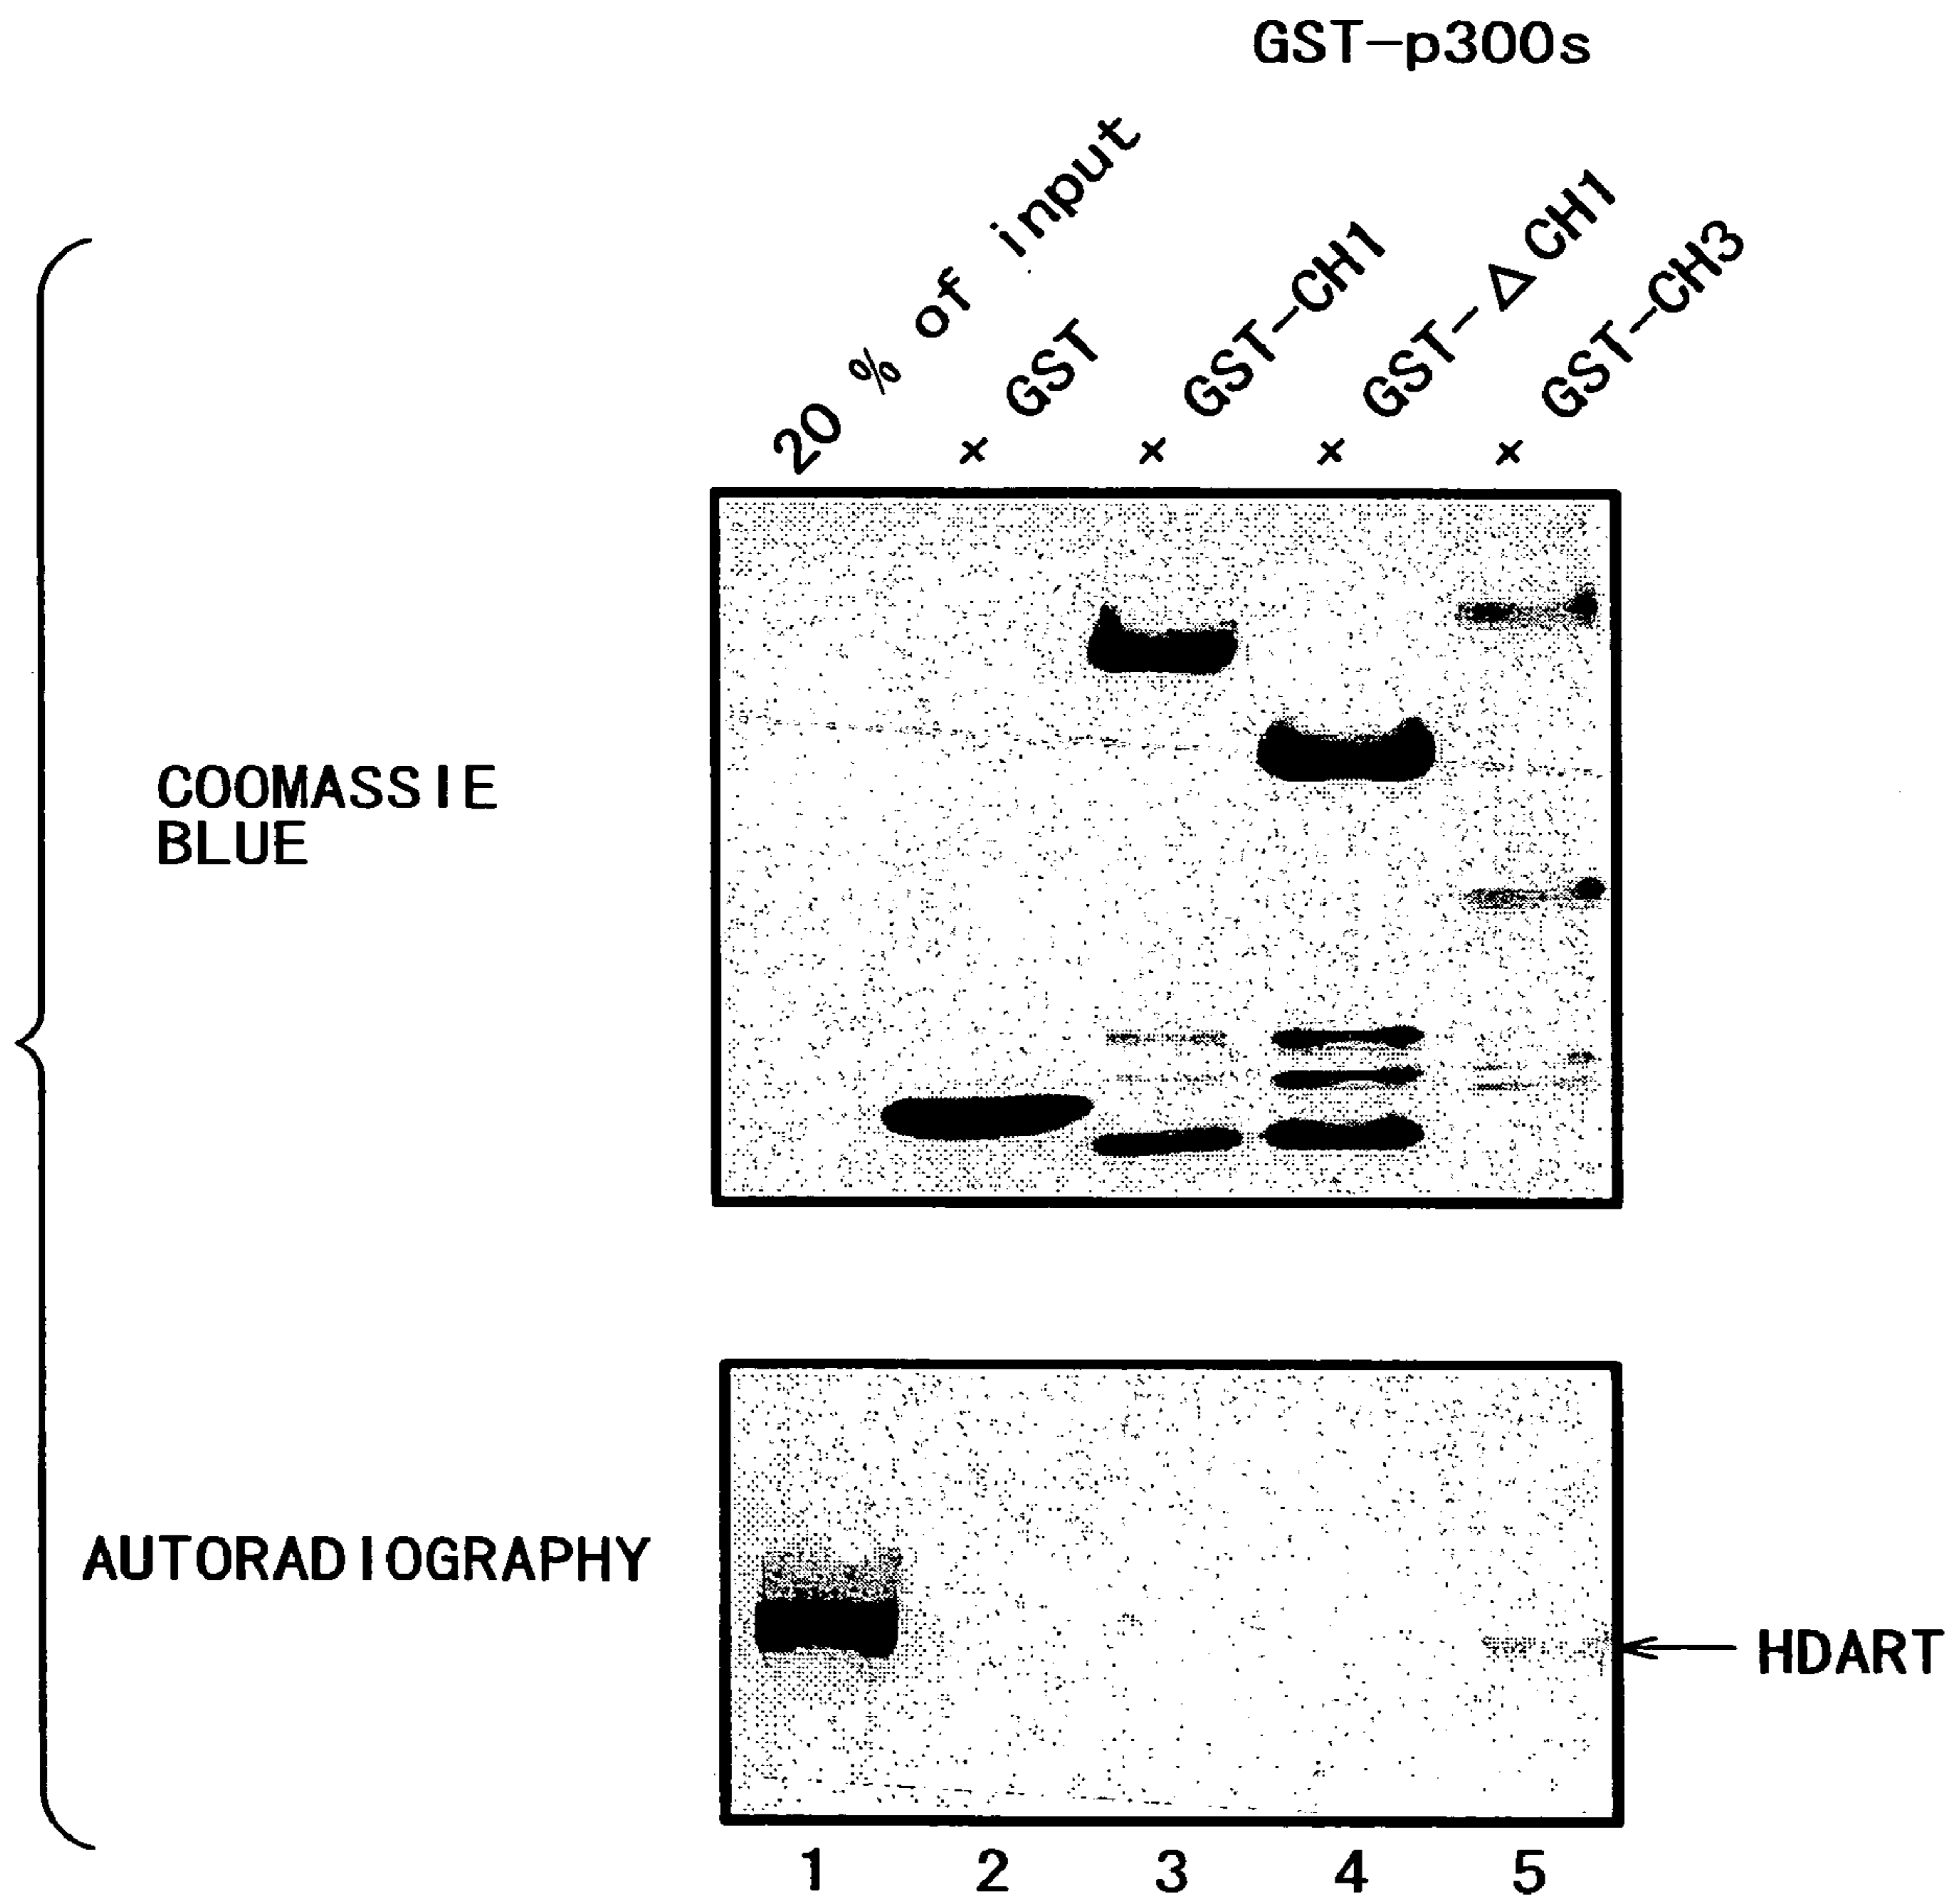 GST-p300s
20 % of input
+ GST
+ GST-CH1
+ GST-ΔCH1
+ GST-CH3
COOMASSIE
BLUE
AUTORADIOGRAPHY
HDART
1 2 3 4 5